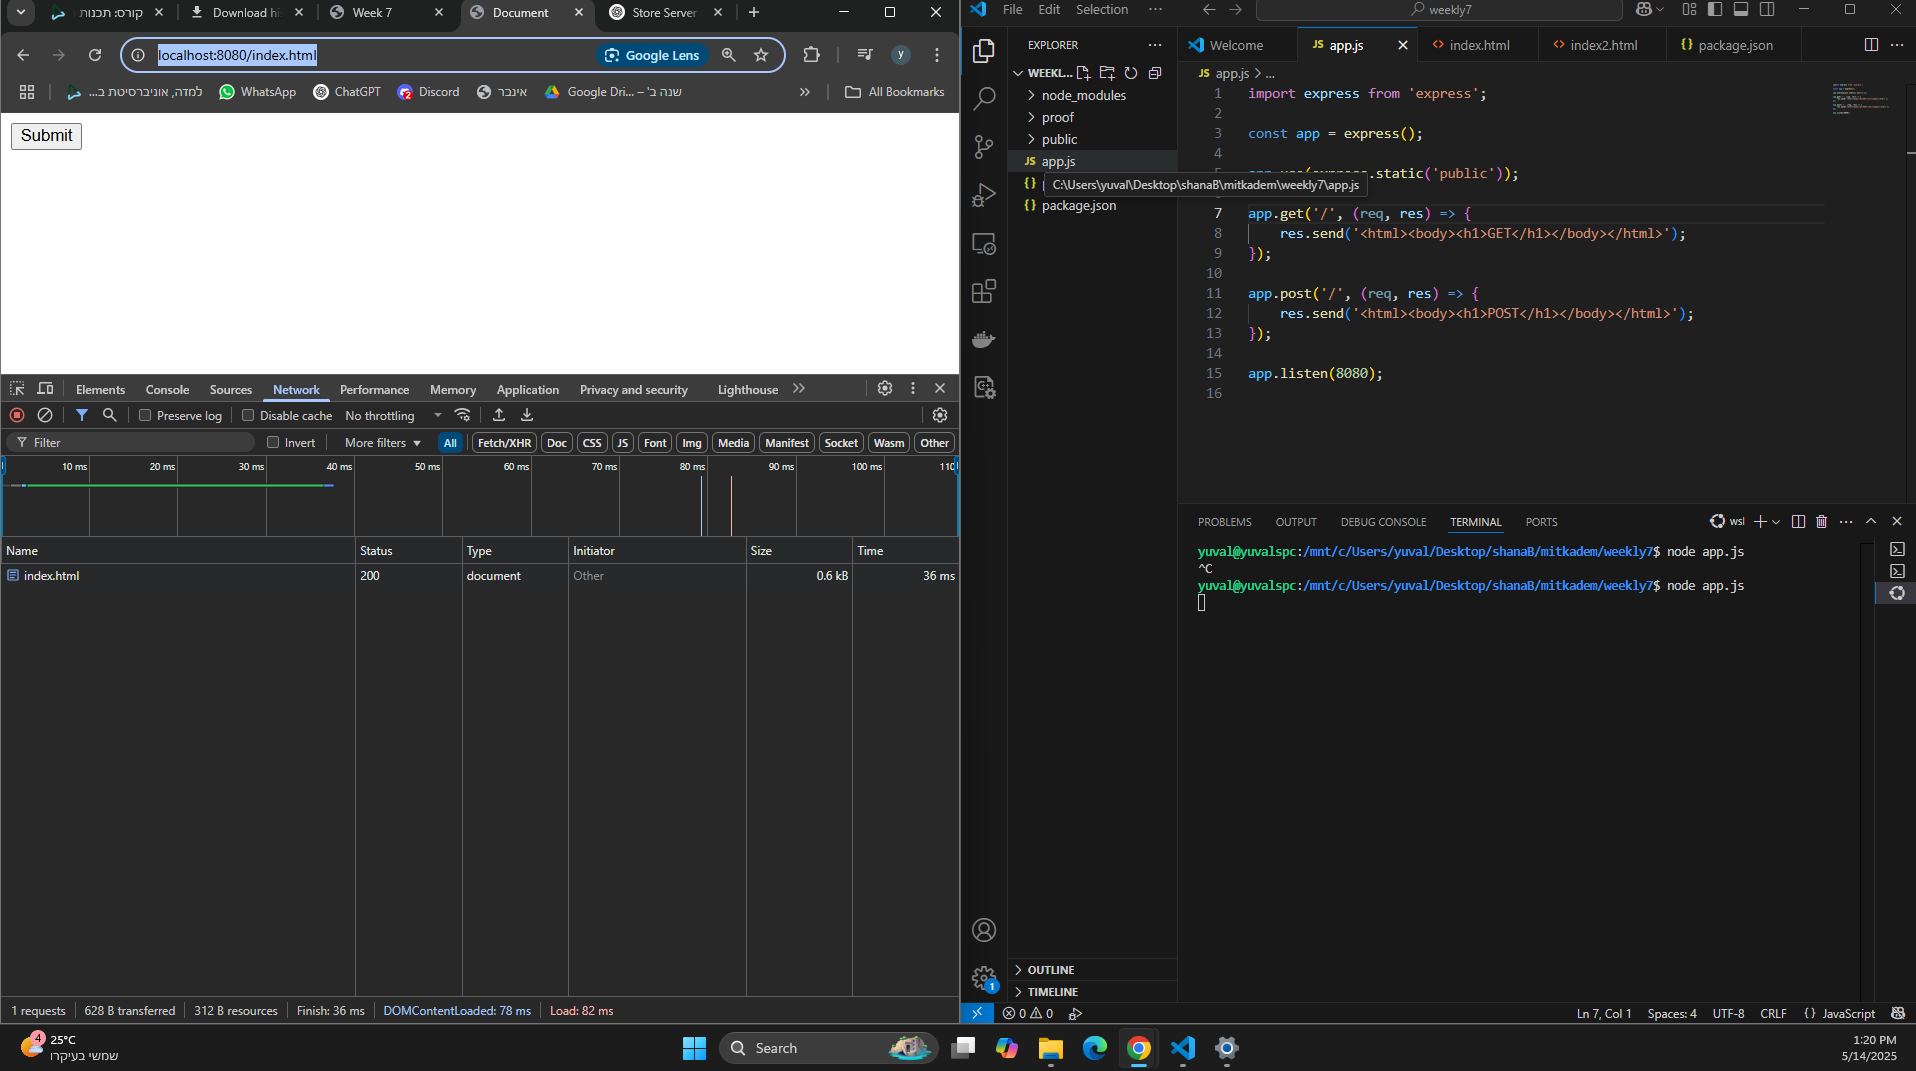 קורס: תכנות
Download his
Week 7
Document
Store Server
localhost:8080/index.html
Google Lens
y
למדה, אוניברסיטת ב...
WhatsApp
ChatGPT
Discord
אינבר
Google Dri... – שנה ב'
All Bookmarks
Submit
Elements Console Sources Network Performance Memory Application Privacy and security Lighthouse
Preserve log Disable cache No throttling
Filter Invert More filters All Fetch/XHR Doc CSS JS Font Img Media Manifest Socket Wasm Other
10 ms 20 ms 30 ms 40 ms 50 ms 60 ms 70 ms 80 ms 90 ms 100 ms 110
Name Status Type Initiator Size Time
index.html 200 document Other 0.6 kB 36 ms
1 requests 628 B transferred 312 B resources Finish: 36 ms DOMContentLoaded: 78 ms Load: 82 ms
File Edit Selection ... weekly7
EXPLORER
WEEKL...
node_modules
proof
public
JS app.js
C:\Users\yuval\Desktop\shanaB\mitkadem\weekly7\app.js
{} p
{} package.json
OUTLINE
TIMELINE
Welcome JS app.js <> index.html <> index2.html {} package.json
JS app.js > ...
1 import express from 'express';
2
3 const app = express();
4
5 .static('public'));
7 app.get('/', (req, res) => {
8 res.send('<html><body><h1>GET</h1></body></html>');
9 });
10
11 app.post('/', (req, res) => {
12 res.send('<html><body><h1>POST</h1></body></html>');
13 });
14
15 app.listen(8080);
16
PROBLEMS OUTPUT DEBUG CONSOLE TERMINAL PORTS wsl
yuval@yuvalspc:/mnt/c/Users/yuval/Desktop/shanaB/mitkadem/weekly7$ node app.js
^C
yuval@yuvalspc:/mnt/c/Users/yuval/Desktop/shanaB/mitkadem/weekly7$ node app.js
1
0 0
Ln 7, Col 1 Spaces: 4 UTF-8 CRLF {} JavaScript
4
25°C
שמשי בעיקרו
Search
1:20 PM
5/14/2025